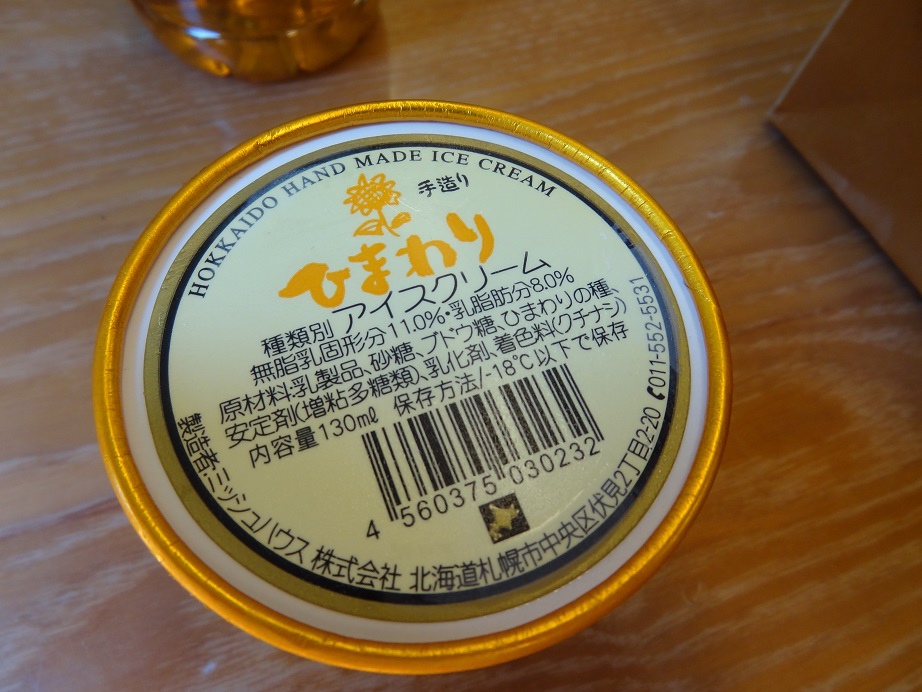 HOKKAIDO HAND MADE ICE CREAM
手造り
ひまわり
種類別 アイスクリーム
無脂乳固形分11.0%・乳脂肪分8.0%
原材料:乳製品、砂糖、ブドウ糖、ひまわりの種、
安定剤(増粘多糖類)、乳化剤、着色料(クチナシ)
内容量130ml 保存方法/-18℃以下で保存
4 560375 030232
製造者:ミッシュハウス 株式会社 北海道札幌市中央区伏見2丁目2-20 ☎011-552-5531